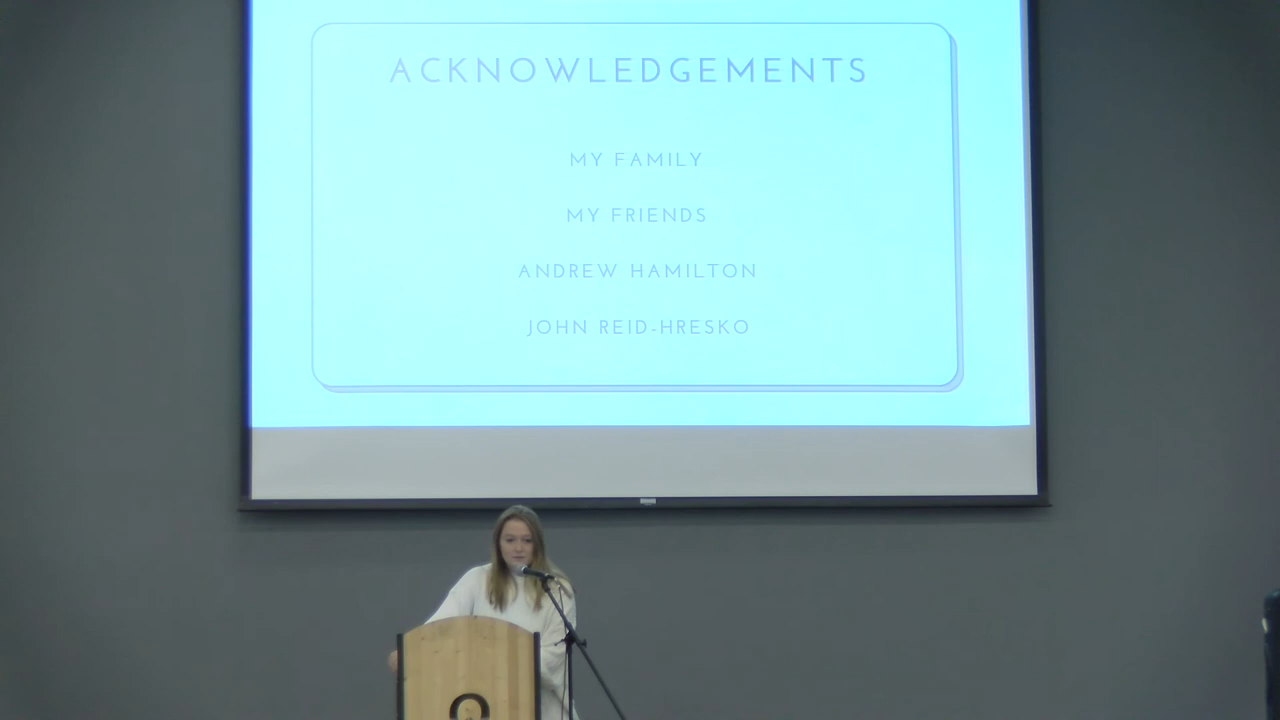 ACKNOWLEDGEMENTS
MY FAMILY
MY FRIENDS
ANDREW HAMILTON
JOHN REID-HRESKO